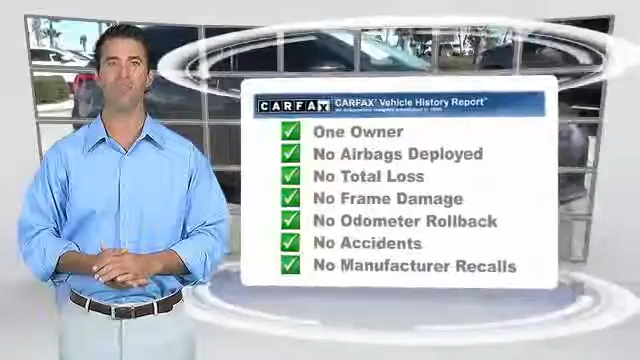 CARFAX CARFAX Vehicle History Report
One Owner
No Airbags Deployed
No Total Loss
No Frame Damage
No Odometer Rollback
No Accidents
No Manufacturer Recalls